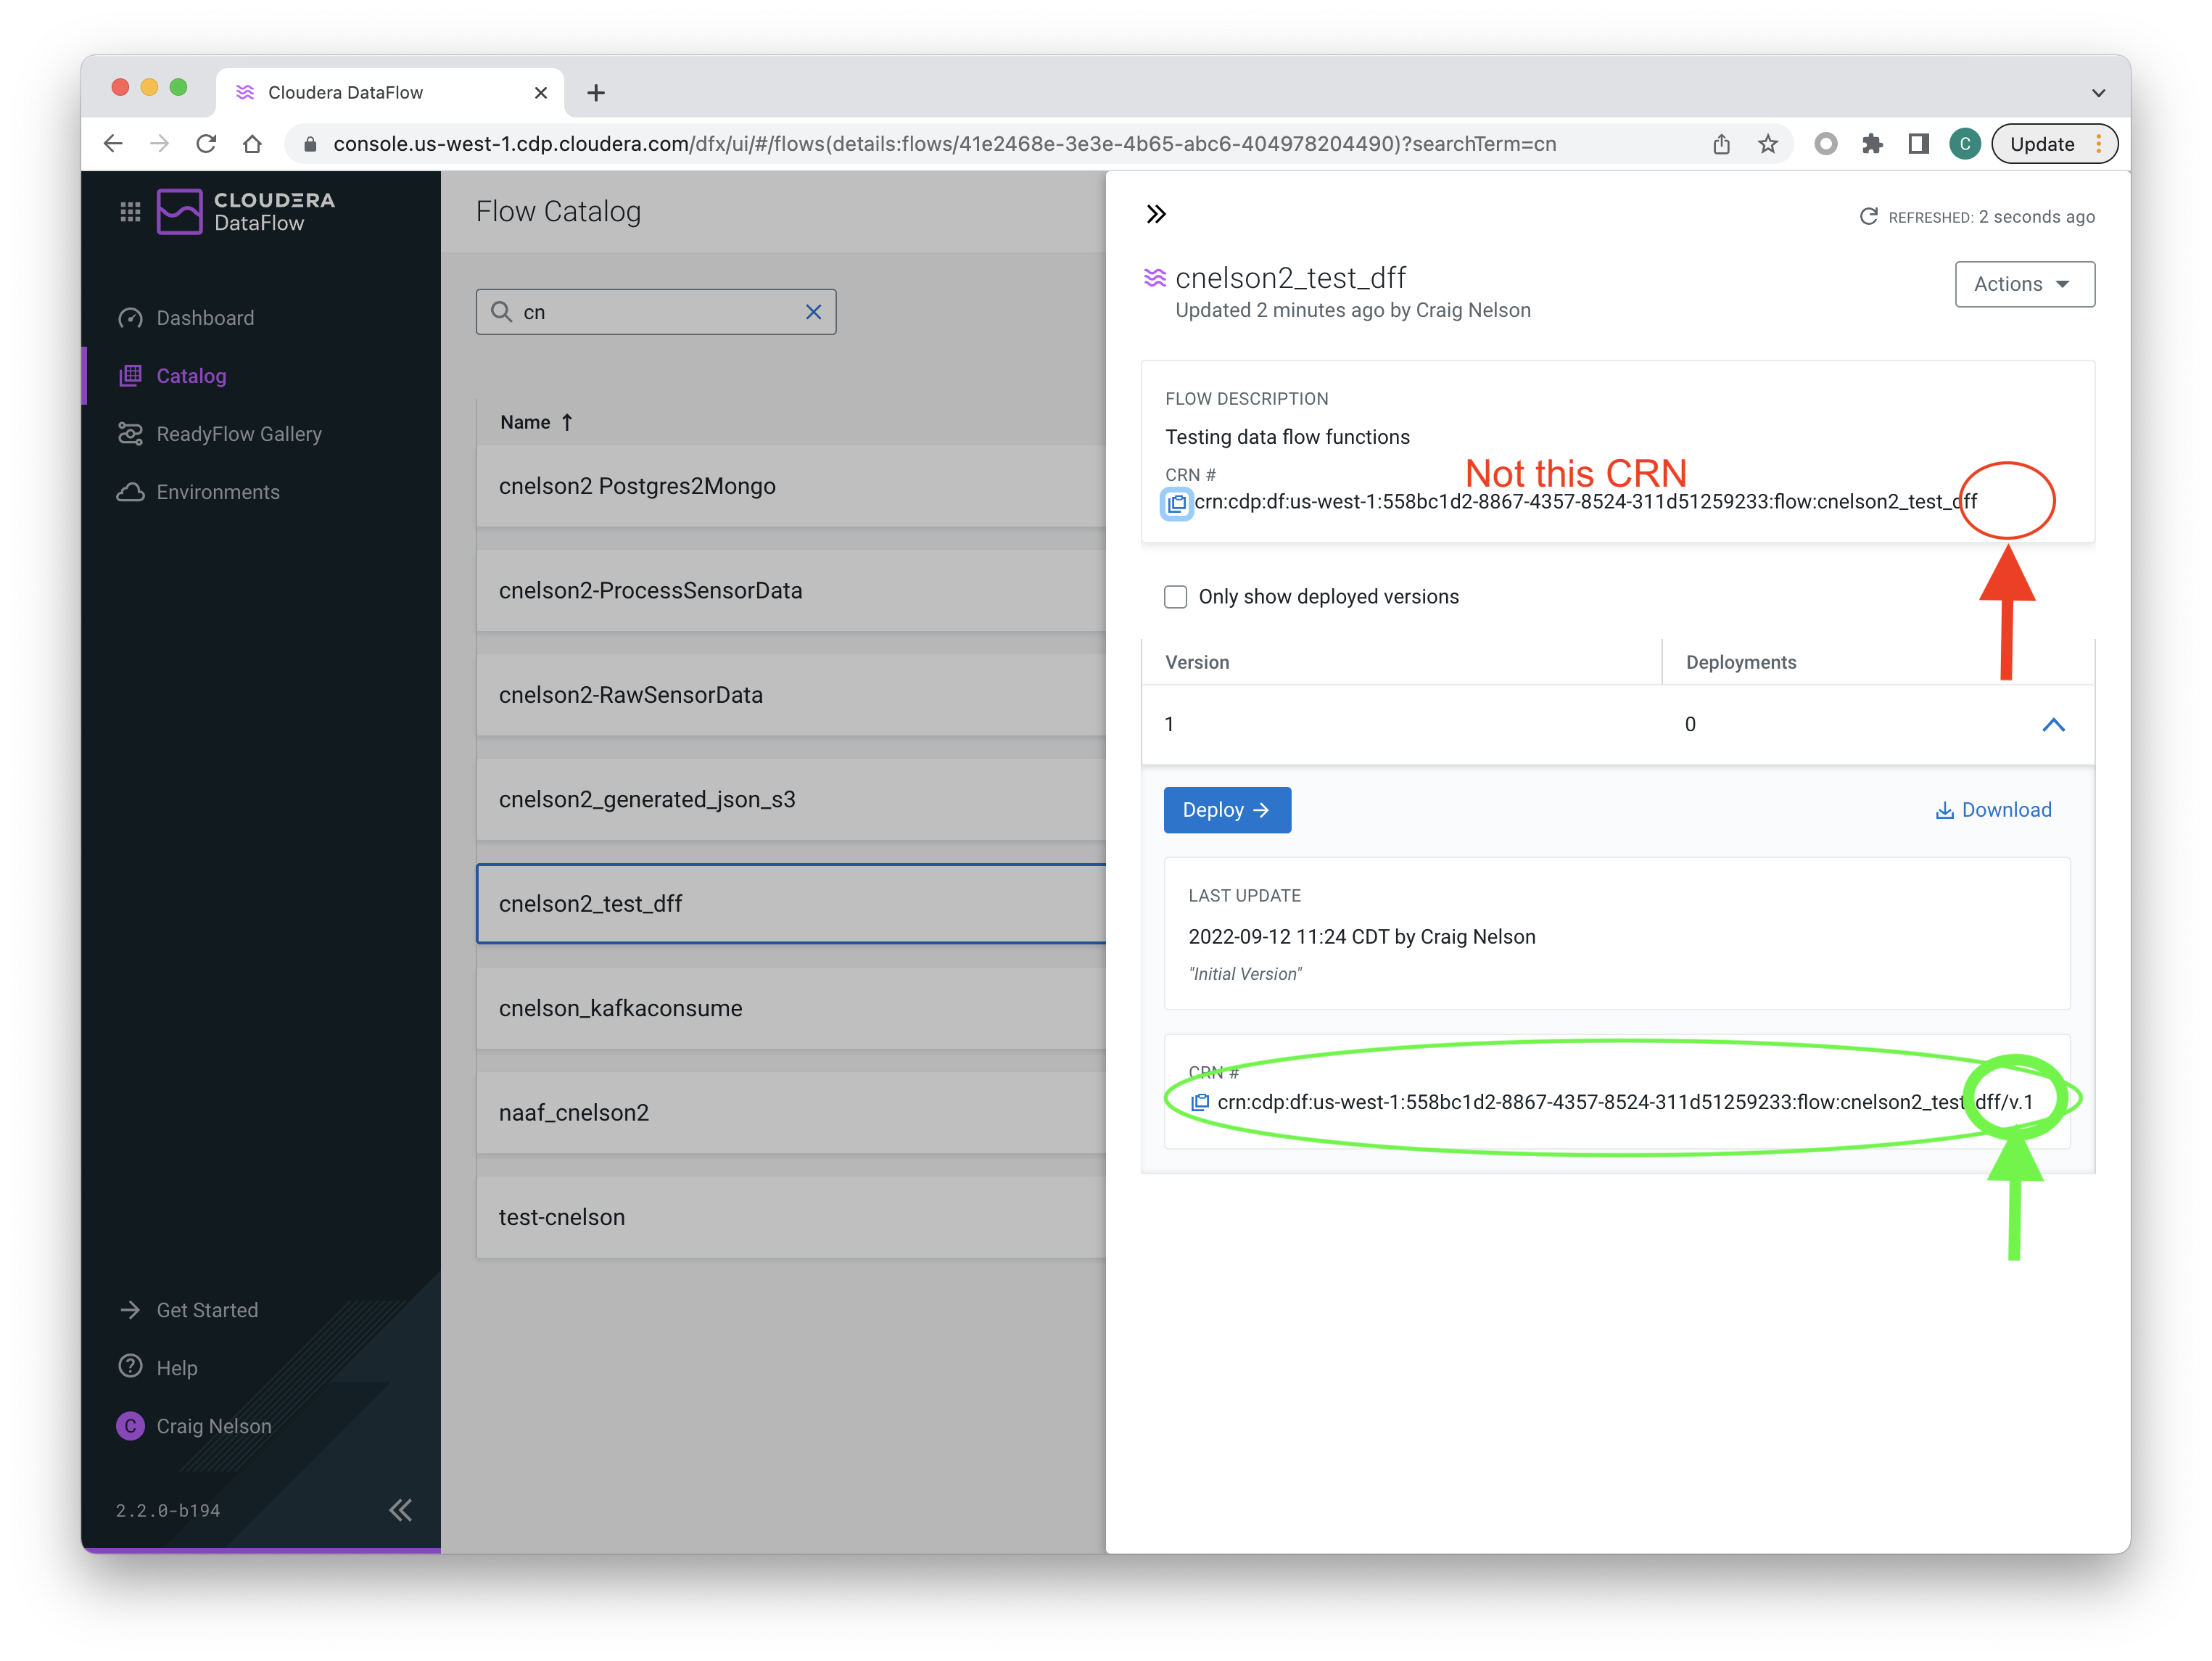 Cloudera DataFlow
console.us-west-1.cdp.cloudera.com/dfx/ui/#/flows(details:flows/41e2468e-3e3e-4b65-abc6-404978204490)?searchTerm=cn
C
Update
CLOUDERA
DataFlow
Dashboard
Catalog
ReadyFlow Gallery
Environments
Get Started
Help
C
Craig Nelson
2.2.0-b194
Flow Catalog
cn
Name
cnelson2 Postgres2Mongo
cnelson2-ProcessSensorData
cnelson2-RawSensorData
cnelson2_generated_json_s3
cnelson2_test_dff
cnelson_kafkaconsume
naaf_cnelson2
test-cnelson
REFRESHED: 2 seconds ago
cnelson2_test_dff
Updated 2 minutes ago by Craig Nelson
Actions
FLOW DESCRIPTION
Testing data flow functions
CRN #
Not this CRN
crn:cdp:df:us-west-1:558bc1d2-8867-4357-8524-311d51259233:flow:cnelson2_test_dff
Only show deployed versions
Version
Deployments
1
0
Deploy
Download
LAST UPDATE
2022-09-12 11:24 CDT by Craig Nelson
"Initial Version"
CRN #
crn:cdp:df:us-west-1:558bc1d2-8867-4357-8524-311d51259233:flow:cnelson2_test_dff/v.1